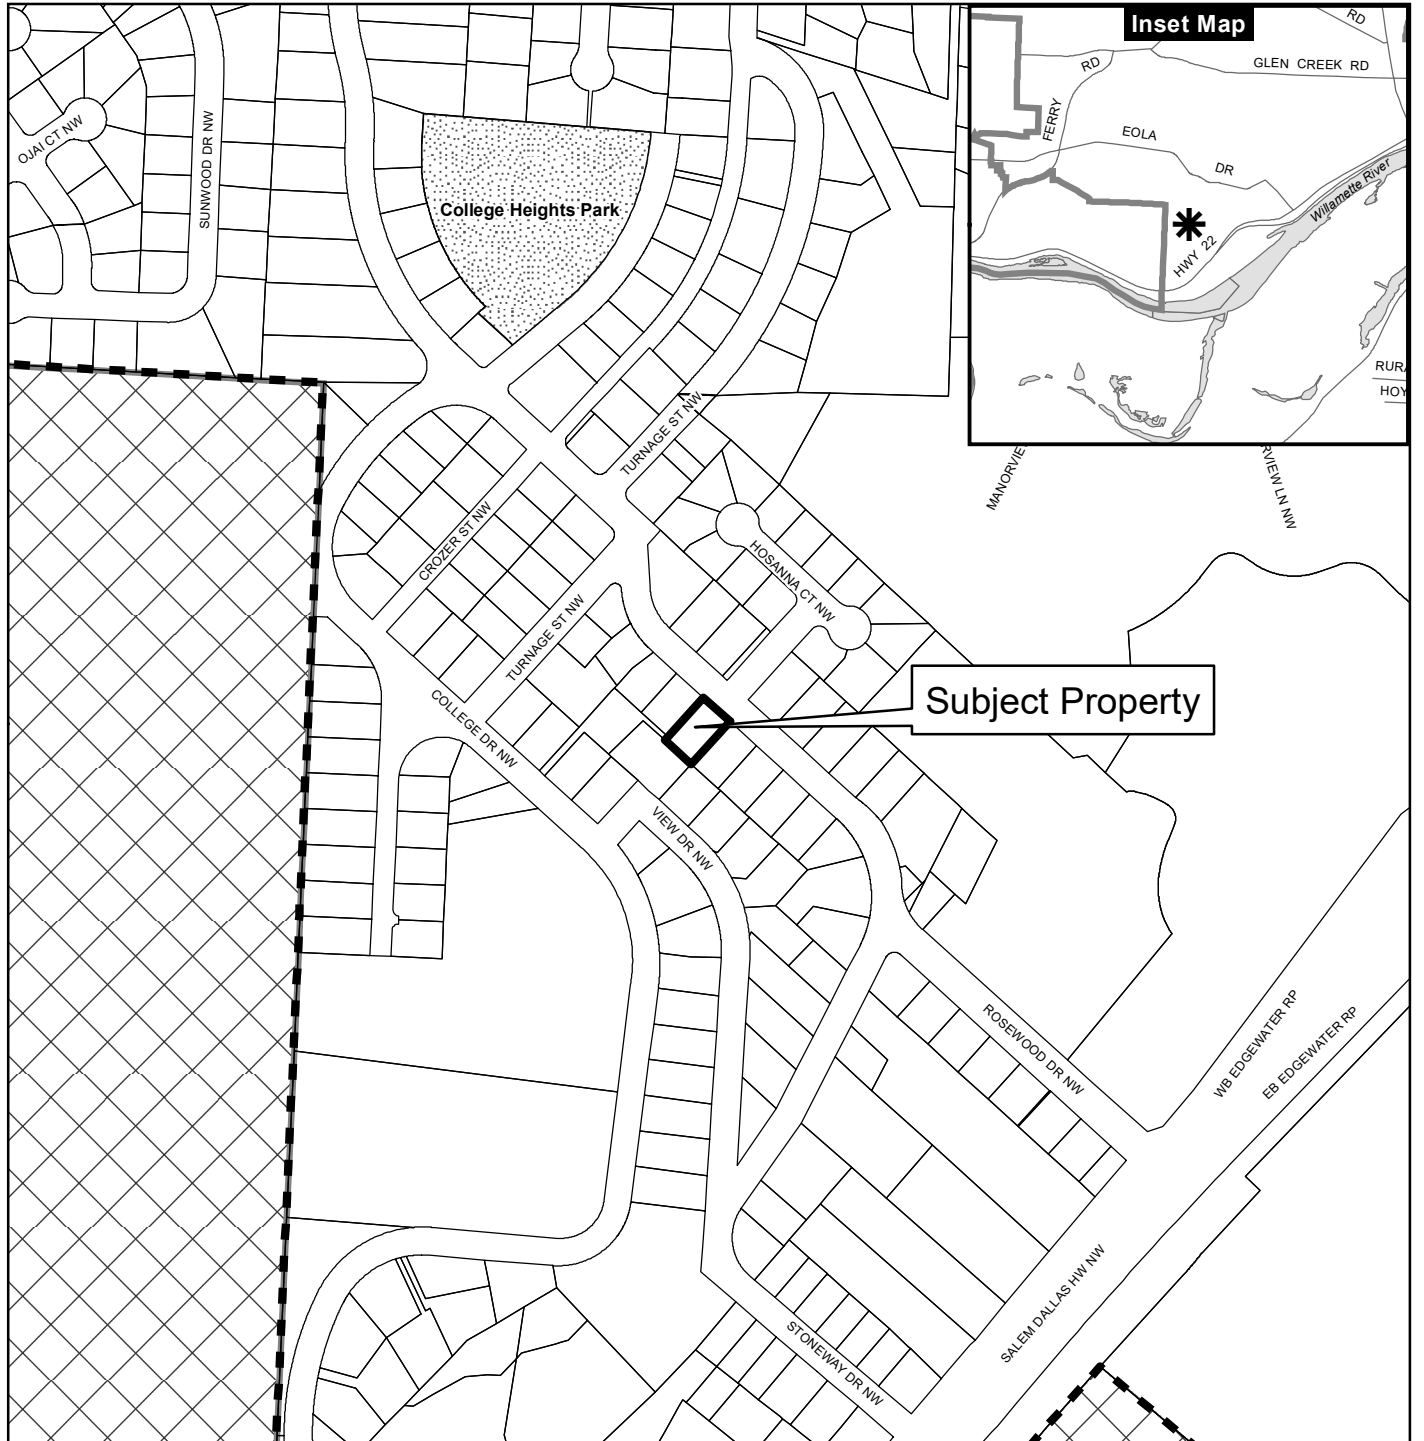 Inset Map
RD
GLEN CREEK RD
RD
FERRY
EOLA
DR
Willamette River
HWY 22
RURA
HOY
OJAI CT NW
SUNWOOD DR NW
College Heights Park
TURNAGE ST NW
MANORVIE
RVIEW LN NW
CROZER ST NW
HOSANNA CT NW
TURNAGE ST NW
Subject Property
COLLEGE DR NW
VIEW DR NW
ROSEWOOD DR NW
WB EDGEWATER RP
EB EDGEWATER RP
SALEM DALLAS HW NW
STONEWAY DR NW